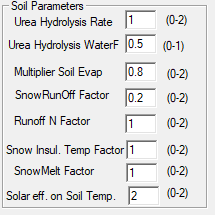 Soil Parameters
Urea Hydrolysis Rate 1 (0-2)
Urea Hydrolysis WaterF 0.5 (0-1)
Multiplier Soil Evap 0.8 (0-2)
SnowRunOff Factor 0.2 (0-2)
Runoff N Factor 1 (0-2)
Snow Insul. Temp Factor 1 (0-2)
SnowMelt Factor 1 (0-2)
Solar eff. on Soil Temp. 2 (0-2)